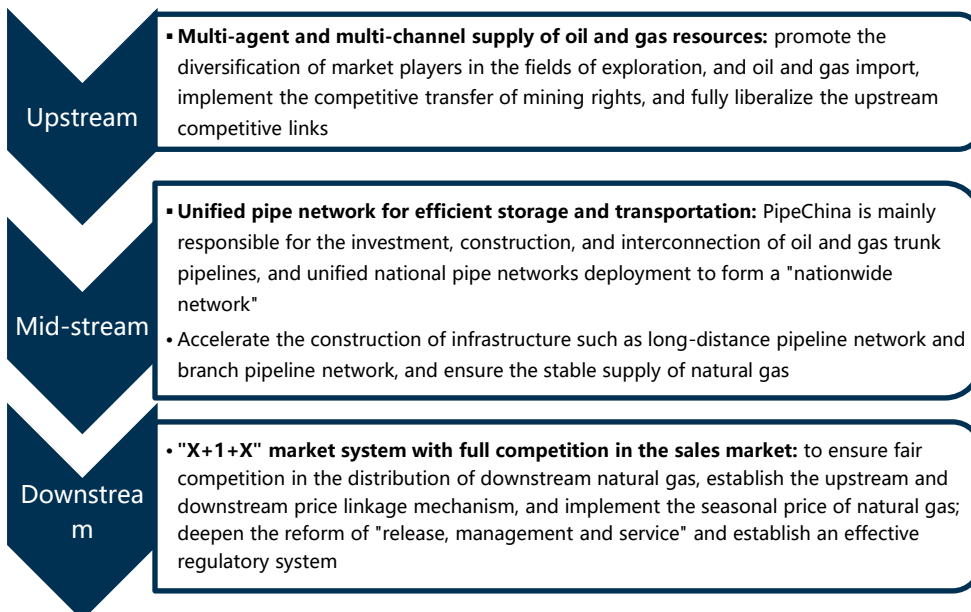 Upstream
▪ Multi-agent and multi-channel supply of oil and gas resources: promote the
diversification of market players in the fields of exploration, and oil and gas import,
implement the competitive transfer of mining rights, and fully liberalize the upstream
competitive links
Mid-stream
▪ Unified pipe network for efficient storage and transportation: PipeChina is mainly
responsible for the investment, construction, and interconnection of oil and gas trunk
pipelines, and unified national pipe networks deployment to form a "nationwide
network"
• Accelerate the construction of infrastructure such as long-distance pipeline network and
branch pipeline network, and ensure the stable supply of natural gas
Downstrea
m
• "X+1+X" market system with full competition in the sales market: to ensure fair
competition in the distribution of downstream natural gas, establish the upstream and
downstream price linkage mechanism, and implement the seasonal price of natural gas;
deepen the reform of "release, management and service" and establish an effective
regulatory system